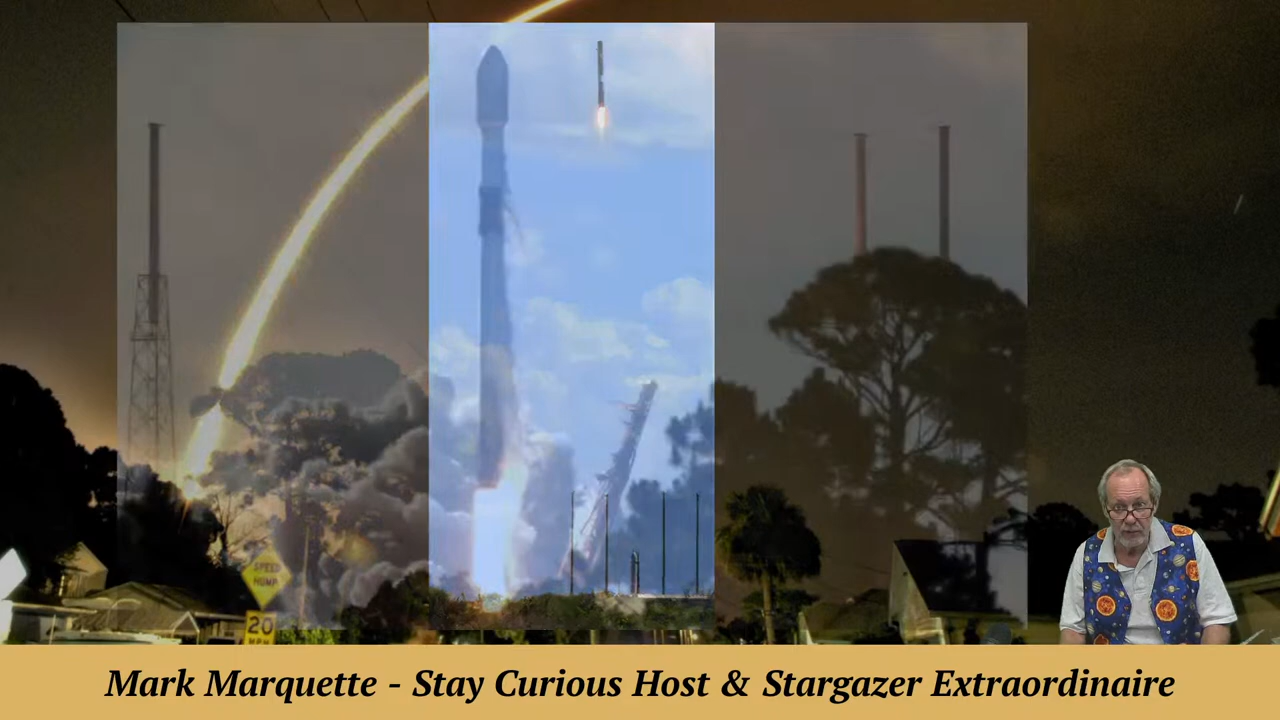 SPEED
HUMP
20
MPH
Mark Marquette - Stay Curious Host & Stargazer Extraordinaire